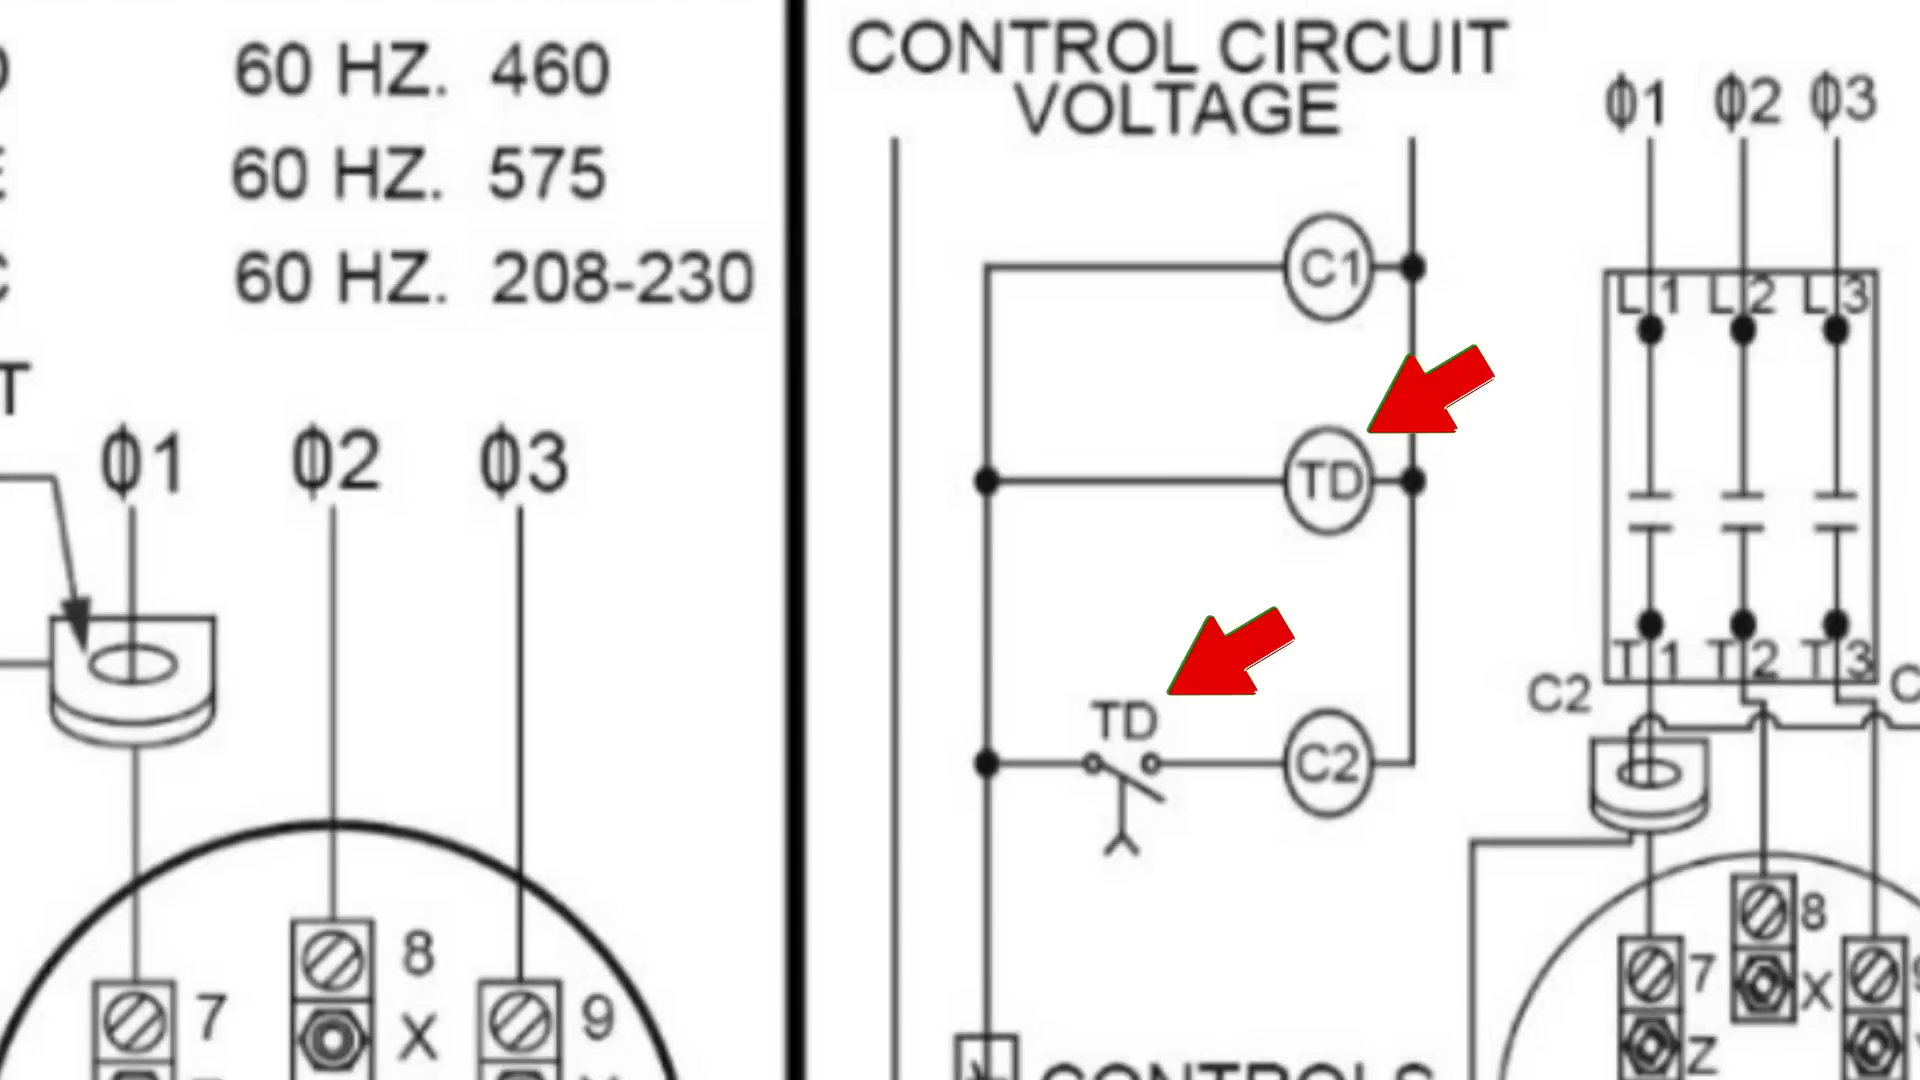 60 HZ. 460
60 HZ. 575
60 HZ. 208-230
T
Φ1 Φ2 Φ3
8
7
X
9
CONTROL CIRCUIT
VOLTAGE
C1
TD
TD
C2
Φ1 Φ2 Φ3
L1 L2 L3
T1 T2 T3
C2
8
7
X
Z
CONTROLS